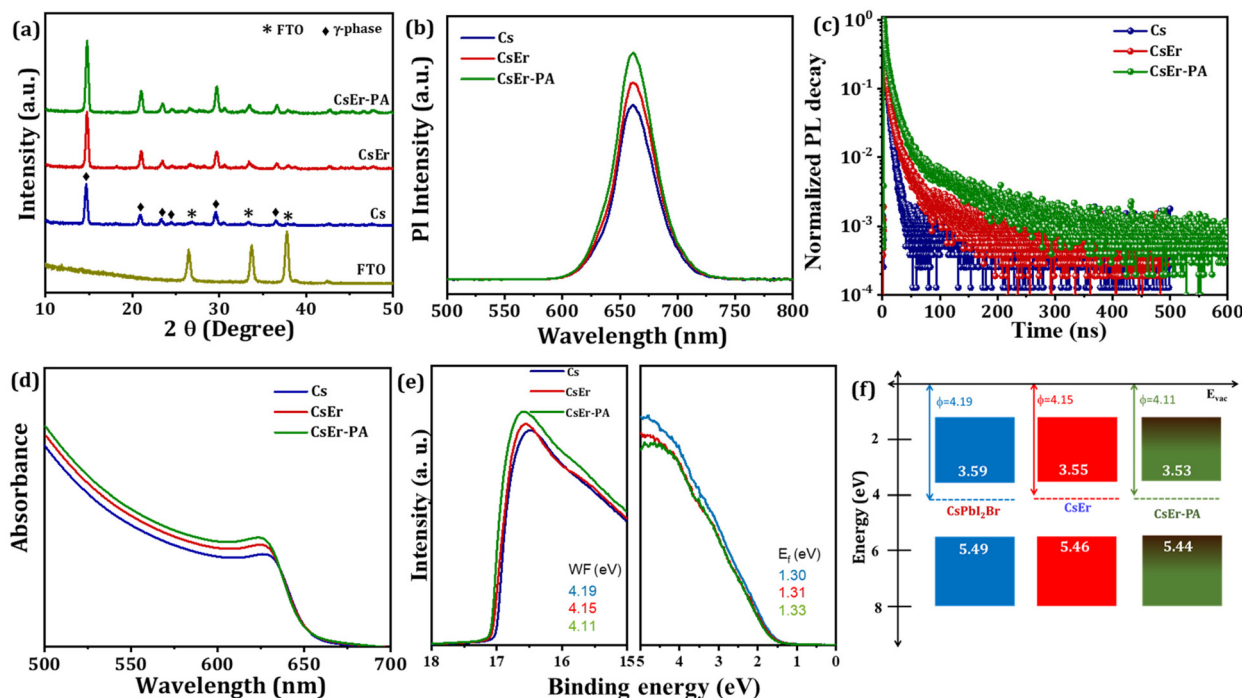 (a)
* FTO ♦ γ-phase
CsEr-PA
CsEr
Cs
FTO
Intensity (a.u.)
10 20 30 40 50
2 θ (Degree)
(b)
Cs
CsEr
CsEr-PA
PI Intensity (a.u.)
500 550 600 650 700 750 800
Wavelength (nm)
(c)
Cs
CsEr
CsEr-PA
Normalized PL decay
10⁰
10⁻¹
10⁻²
10⁻³
10⁻⁴
0 100 200 300 400 500 600
Time (ns)
(d)
Cs
CsEr
CsEr-PA
Absorbance
500 550 600 650 700
Wavelength (nm)
(e)
Cs
CsEr
CsEr-PA
Intensity (a. u.)
WF (eV)
4.19
4.15
4.11
E_f (eV)
1.30
1.31
1.33
18 17 16 15 5 4 3 2 1 0
Binding energy (eV)
(f)
E_vac
ϕ=4.19 ϕ=4.15 ϕ=4.11
3.59 3.55 3.53
CsPbI₂Br CsEr CsEr-PA
5.49 5.46 5.44
Energy (eV)
2
4
6
8